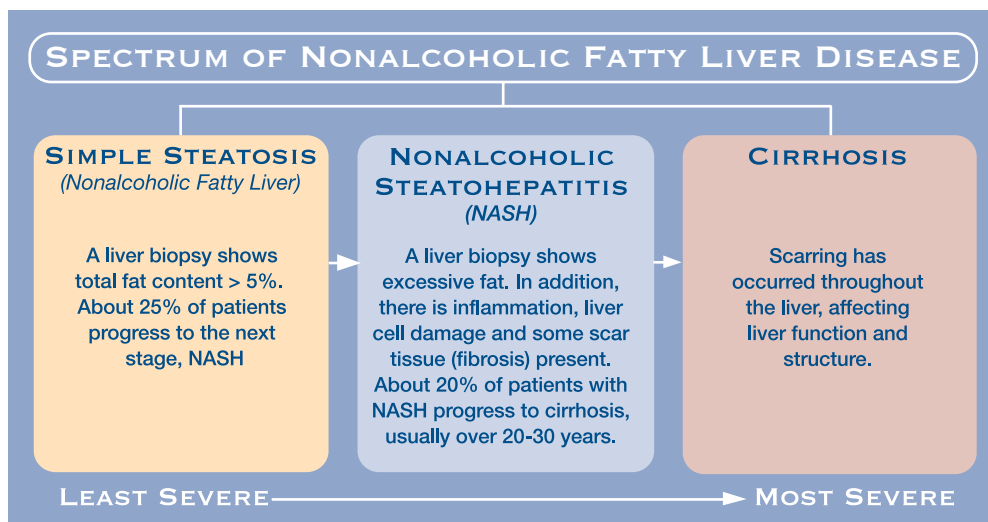 SPECTRUM OF NONALCOHOLIC FATTY LIVER DISEASE
SIMPLE STEATOSIS
(Nonalcoholic Fatty Liver)
A liver biopsy shows
total fat content > 5%.
About 25% of patients
progress to the next
stage, NASH
NONALCOHOLIC
STEATOHEPATITIS
(NASH)
A liver biopsy shows
excessive fat. In addition,
there is inflammation, liver
cell damage and some scar
tissue (fibrosis) present.
About 20% of patients with
NASH progress to cirrhosis,
usually over 20-30 years.
CIRRHOSIS
Scarring has
occurred throughout
the liver, affecting
liver function and
structure.
LEAST SEVERE
MOST SEVERE